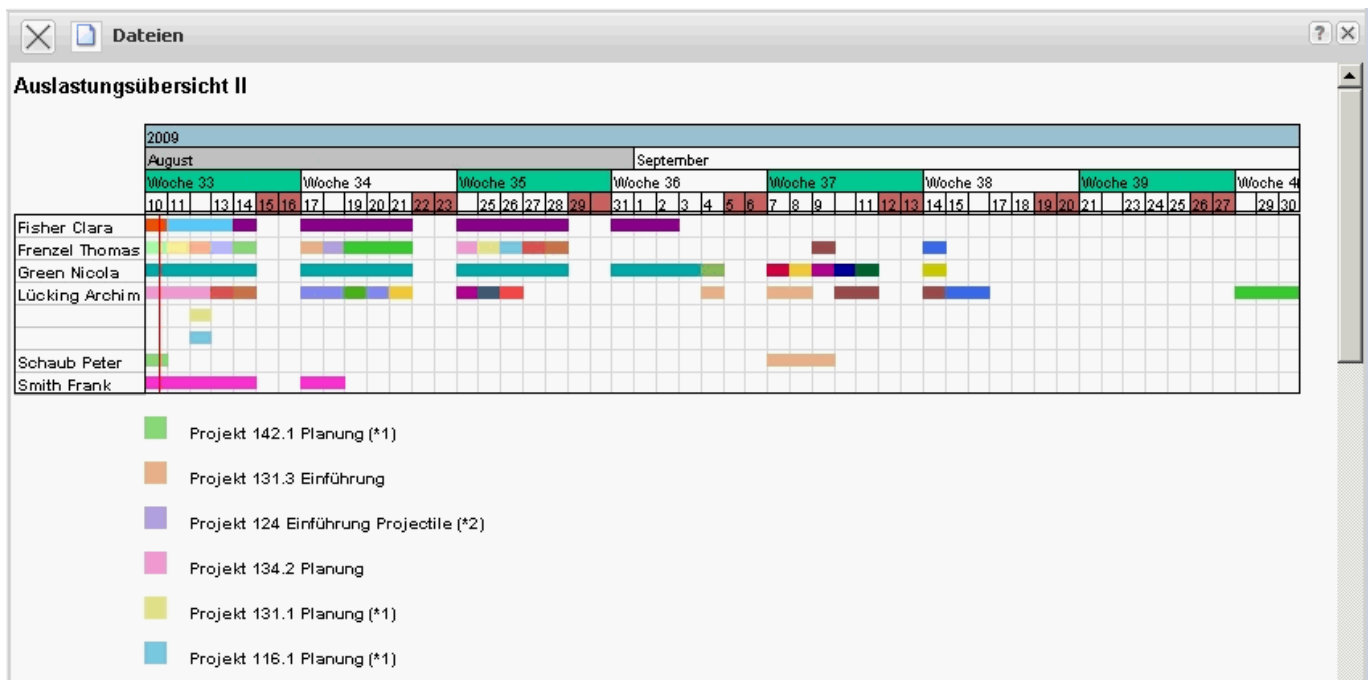 Dateien
?
Auslastungsübersicht II
2009
August September
Woche 33 Woche 34 Woche 35 Woche 36 Woche 37 Woche 38 Woche 39 Woche 4
10 11 13 14 15 16 17 19 20 21 22 23 25 26 27 28 29 31 1 2 3 4 5 6 7 8 9 11 12 13 14 15 17 18 19 20 21 23 24 25 26 27 29 30
Fisher Clara
Frenzel Thomas
Green Nicola
Lücking Archim
Schaub Peter
Smith Frank
Projekt 142.1 Planung (*1)
Projekt 131.3 Einführung
Projekt 124 Einführung Projectile (*2)
Projekt 134.2 Planung
Projekt 131.1 Planung (*1)
Projekt 116.1 Planung (*1)